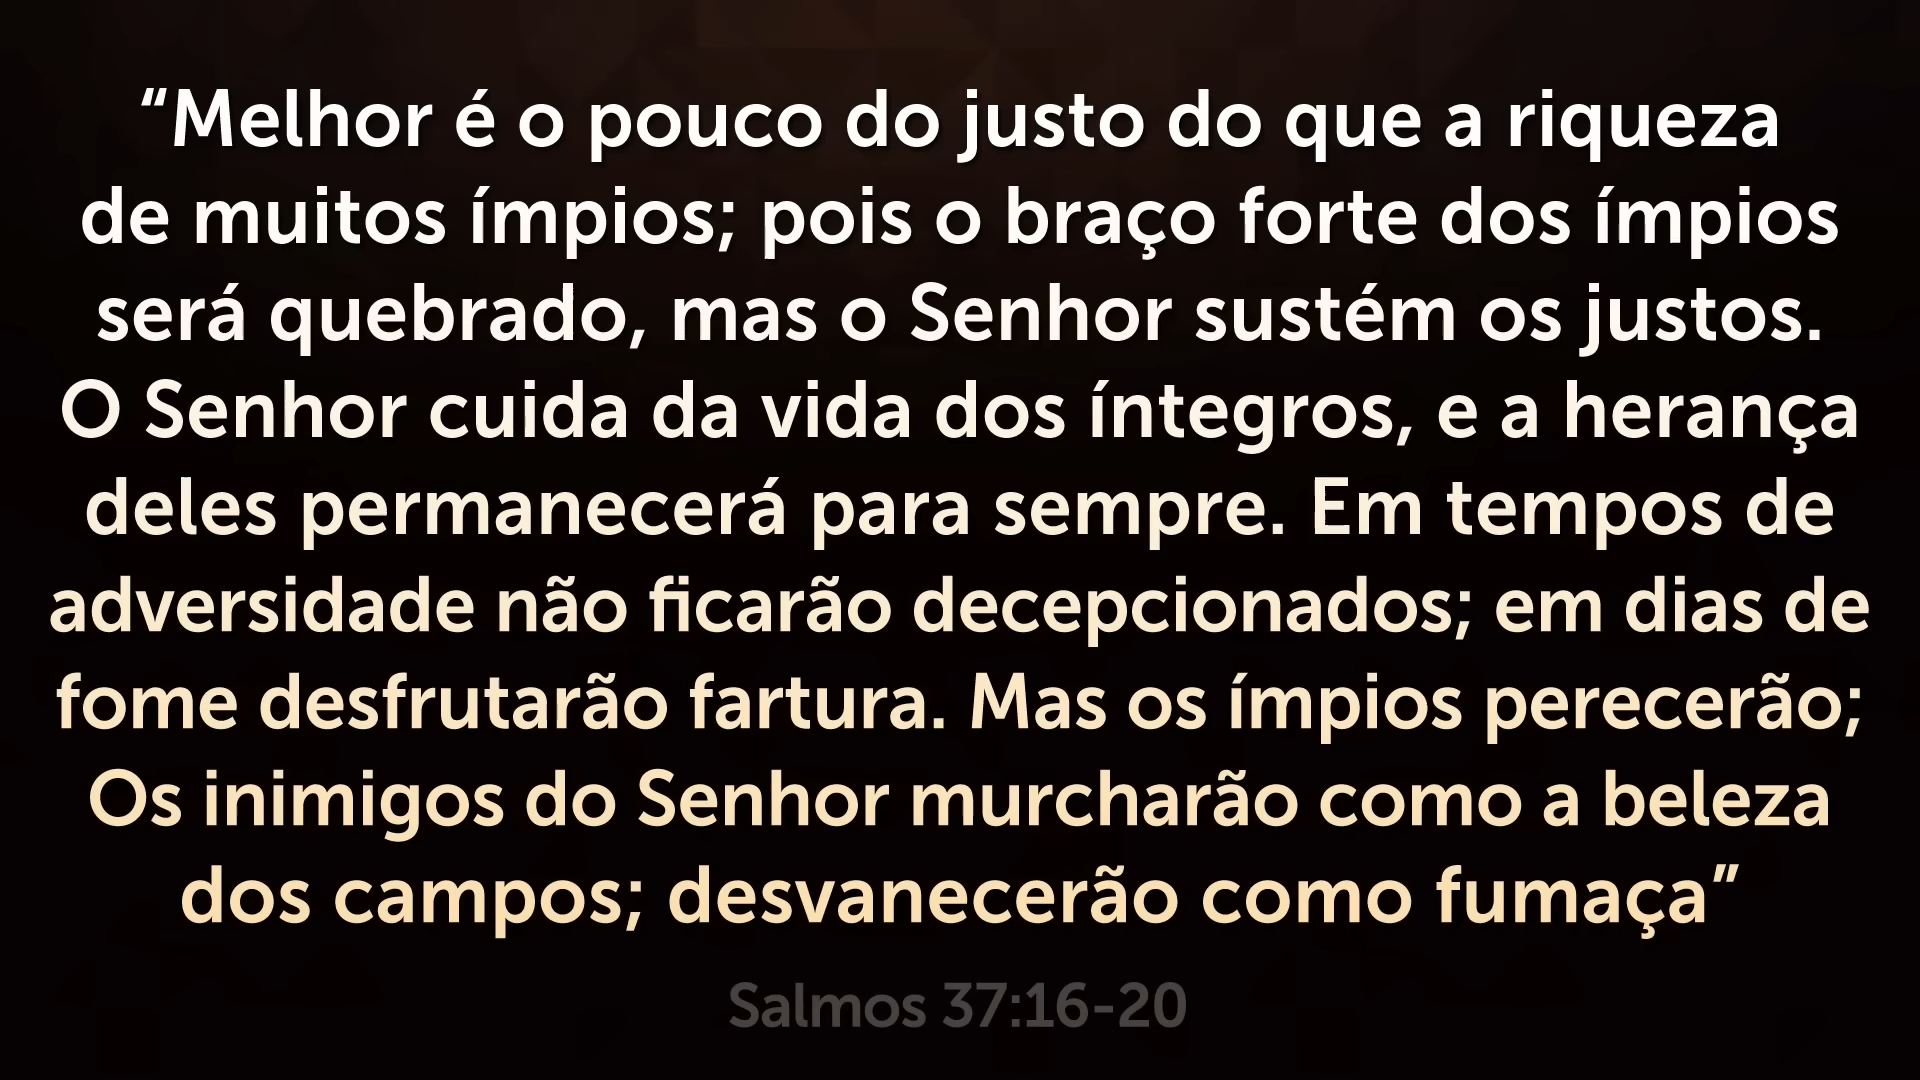 “Melhor é o pouco do justo do que a riqueza
de muitos ímpios; pois o braço forte dos ímpios
será quebrado, mas o Senhor sustém os justos.
O Senhor cuida da vida dos íntegros, e a herança
deles permanecerá para sempre. Em tempos de
adversidade não ficarão decepcionados; em dias de
fome desfrutarão fartura. Mas os ímpios perecerão;
Os inimigos do Senhor murcharão como a beleza
dos campos; desvanecerão como fumaça”
Salmos 37:16-20